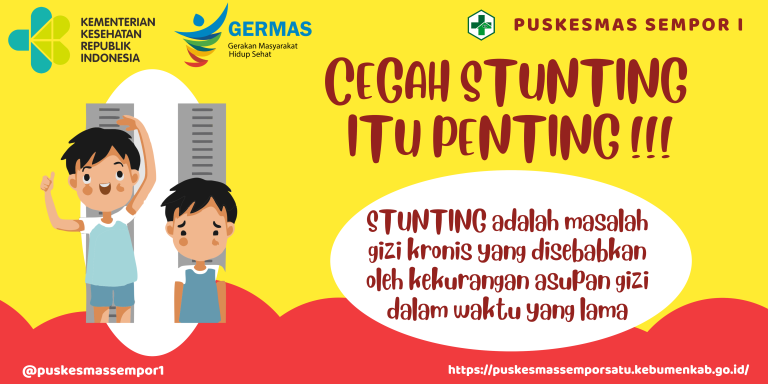 KEMENTERIAN
KESEHATAN
REPUBLIK
INDONESIA
GERMAS
Gerakan Masyarakat
Hidup Sehat
PUSKESMAS SEMPOR I
CEGAH STUNTING
ITU PENTING !!!
STUNTING adalah masalah
gizi kronis yang disebabkan
oleh kekurangan asupan gizi
dalam waktu yang lama
@puskesmassempor1
https://puskesmassemporsatu.kebumenkab.go.id/